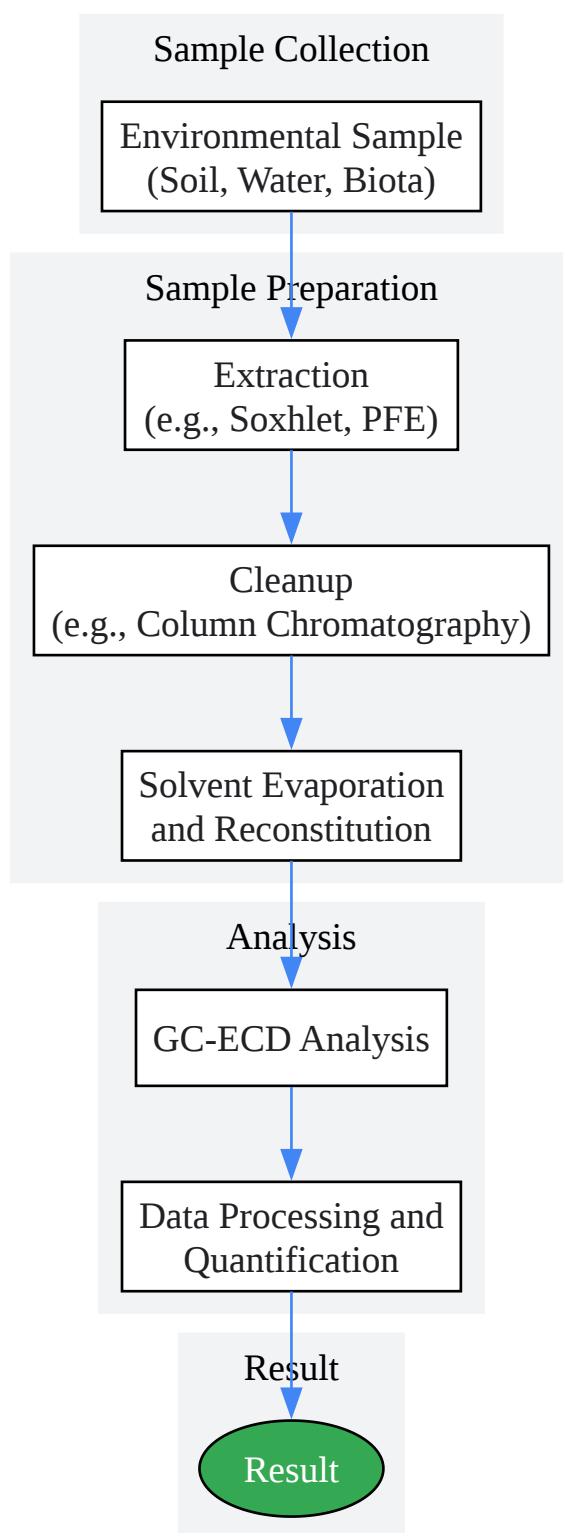 Sample Collection
Environmental Sample
(Soil, Water, Biota)
Sample Preparation
Extraction
(e.g., Soxhlet, PFE)
Cleanup
(e.g., Column Chromatography)
Solvent Evaporation
and Reconstitution
Analysis
GC-ECD Analysis
Data Processing and
Quantification
Result
Result